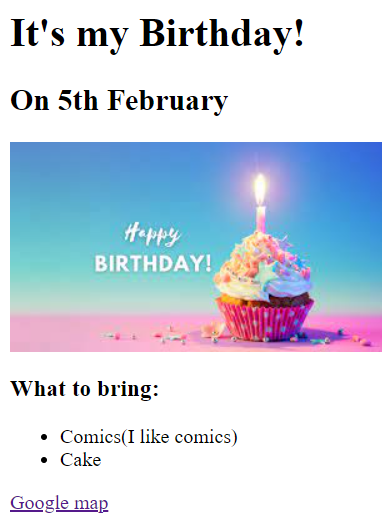 It's my Birthday!
On 5th February
Happy
BIRTHDAY!
What to bring:
Comics(I like comics)
Cake
Google map